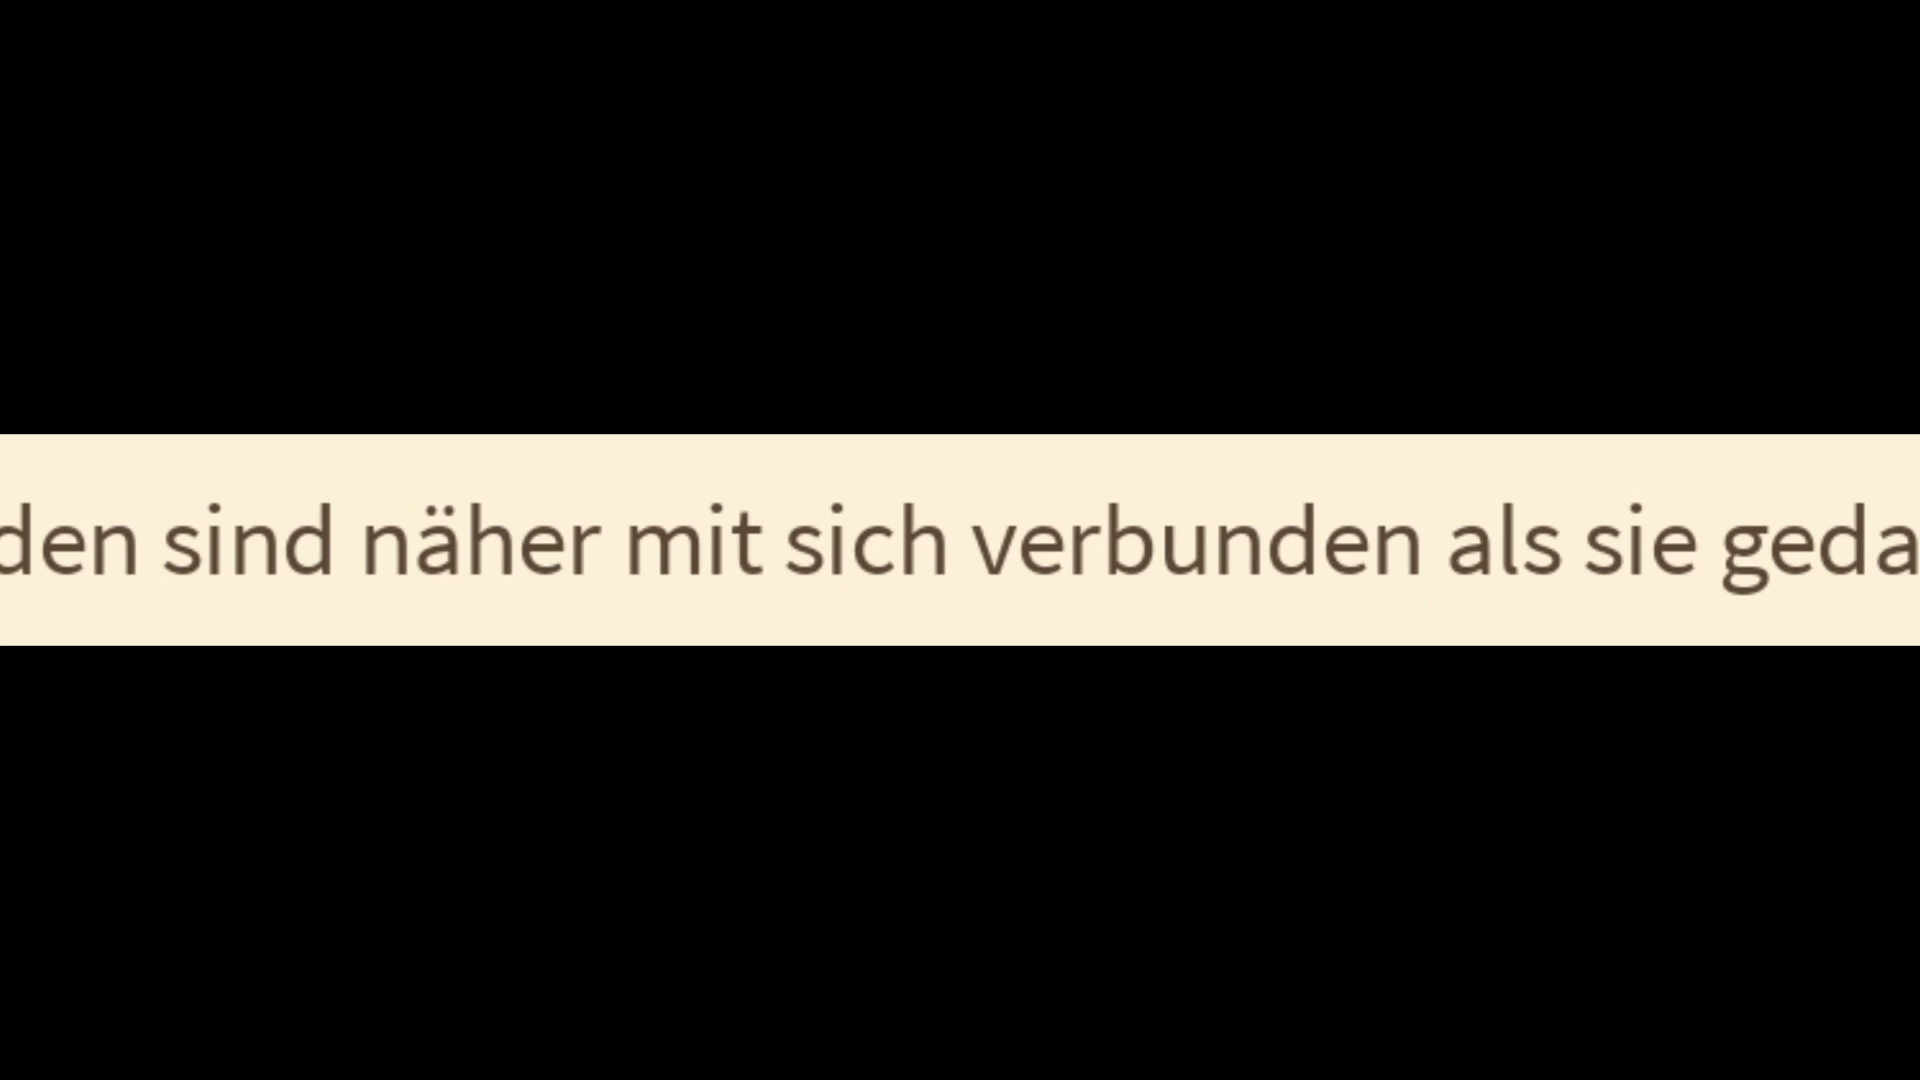 den sind näher mit sich verbunden als sie geda